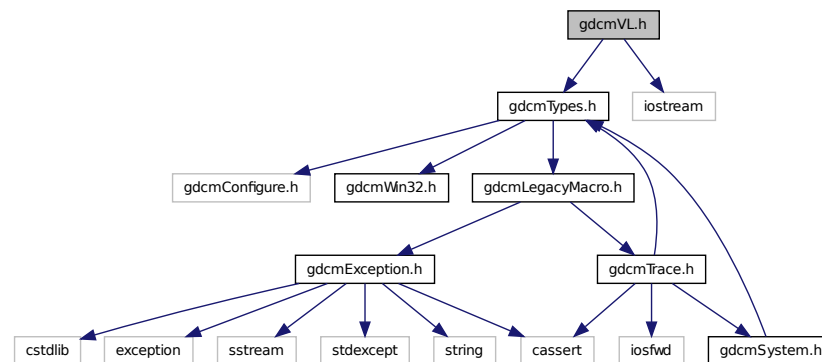 gdcmVL.h
gdcmTypes.h
iostream
gdcmConfigure.h
gdcmWin32.h
gdcmLegacyMacro.h
gdcmException.h
gdcmTrace.h
cstdlib
exception
sstream
stdexcept
string
cassert
iosfwd
gdcmSystem.h